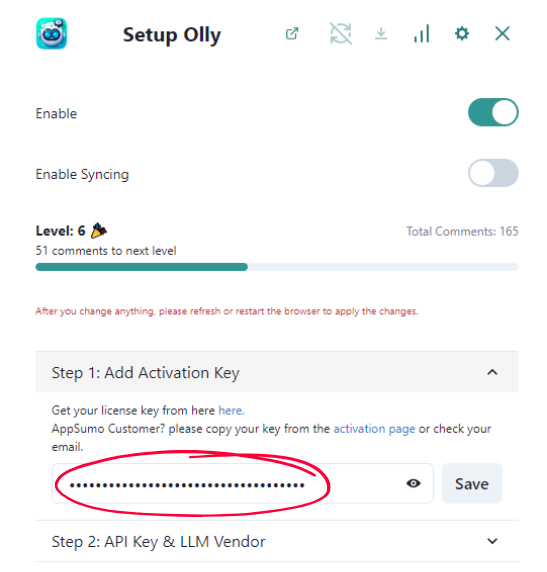 Setup Olly
Enable
Enable Syncing
Level: 6 🎉
Total Comments: 165
51 comments to next level
After you change anything, please refresh or restart the browser to apply the changes.
Step 1: Add Activation Key
Get your license key from here here.
AppSumo Customer? please copy your key from the activation page or check your
email.
••••••••••••••••••••••••••••••••••••
Save
Step 2: API Key & LLM Vendor